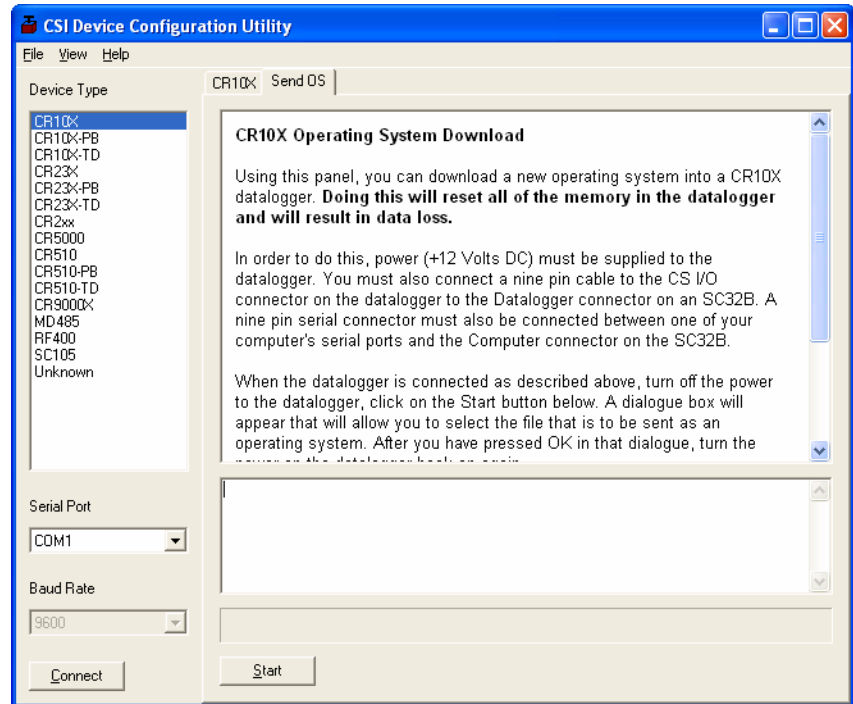 CSI Device Configuration Utility
File View Help
Device Type
CR10X
CR10X-PB
CR10X-TD
CR23X
CR23X-PB
CR23X-TD
CR2xx
CR5000
CR510
CR510-PB
CR510-TD
CR9000X
MD485
RF400
SC105
Unknown
Serial Port
COM1
Baud Rate
9600
Connect
CR10X Send OS
CR10X Operating System Download
Using this panel, you can download a new operating system into a CR10X
datalogger. Doing this will reset all of the memory in the datalogger
and will result in data loss.
In order to do this, power (+12 Volts DC) must be supplied to the
datalogger. You must also connect a nine pin cable to the CS I/O
connector on the datalogger to the Datalogger connector on an SC32B. A
nine pin serial connector must also be connected between one of your
computer's serial ports and the Computer connector on the SC32B.
When the datalogger is connected as described above, turn off the power
to the datalogger, click on the Start button below. A dialogue box will
appear that will allow you to select the file that is to be sent as an
operating system. After you have pressed OK in that dialogue, turn the
power on the datalogger back on again
Start